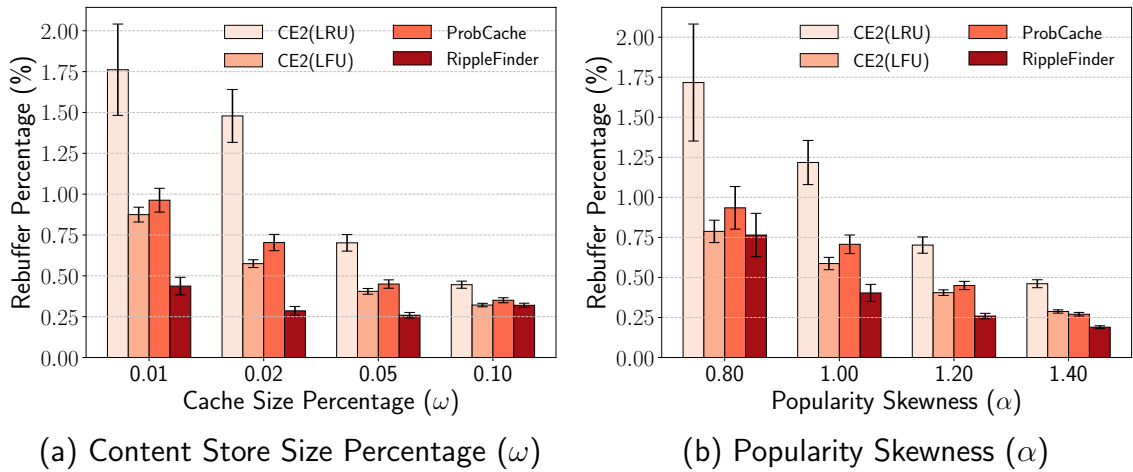 CE2(LRU)
CE2(LFU)
ProbCache
RippleFinder
Rebuffer Percentage (%)
2.00
1.75
1.50
1.25
1.00
0.75
0.50
0.25
0.00
0.01
0.02
0.05
0.10
Cache Size Percentage (ω)
(a) Content Store Size Percentage (ω)
CE2(LRU)
CE2(LFU)
ProbCache
RippleFinder
Rebuffer Percentage (%)
2.00
1.75
1.50
1.25
1.00
0.75
0.50
0.25
0.00
0.80
1.00
1.20
1.40
Popularity Skewness (α)
(b) Popularity Skewness (α)